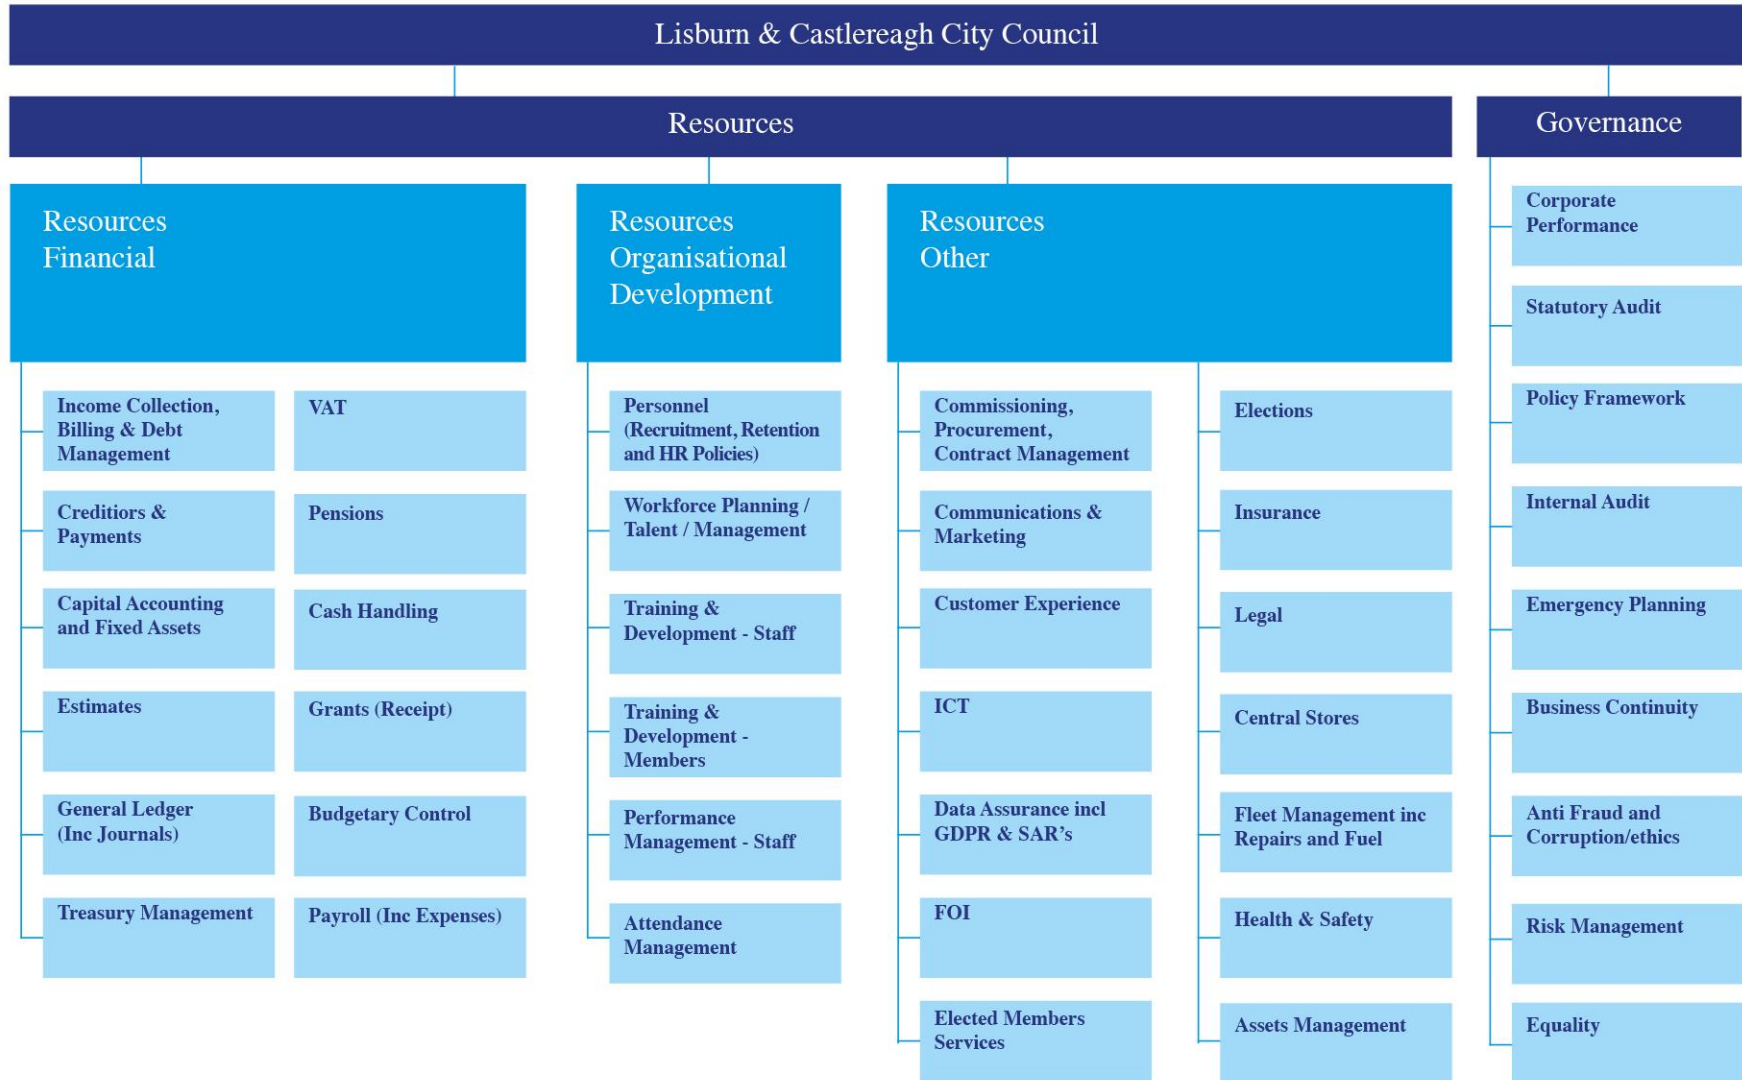 Lisburn & Castlereagh City Council
Resources
Governance
Resources
Financial
Resources
Organisational
Development
Resources
Other
Income Collection,
Billing & Debt
Management
Creditiors &
Payments
Capital Accounting
and Fixed Assets
Estimates
General Ledger
(Inc Journals)
Treasury Management
VAT
Pensions
Cash Handling
Grants (Receipt)
Budgetary Control
Payroll (Inc Expenses)
Personnel
(Recruitment, Retention
and HR Policies)
Workforce Planning /
Talent / Management
Training &
Development - Staff
Training &
Development -
Members
Performance
Management - Staff
Attendance
Management
Commissioning,
Procurement,
Contract Management
Communications &
Marketing
Customer Experience
ICT
Data Assurance incl
GDPR & SAR’s
FOI
Elected Members
Services
Elections
Insurance
Legal
Central Stores
Fleet Management inc
Repairs and Fuel
Health & Safety
Assets Management
Corporate
Performance
Statutory Audit
Policy Framework
Internal Audit
Emergency Planning
Business Continuity
Anti Fraud and
Corruption/ethics
Risk Management
Equality